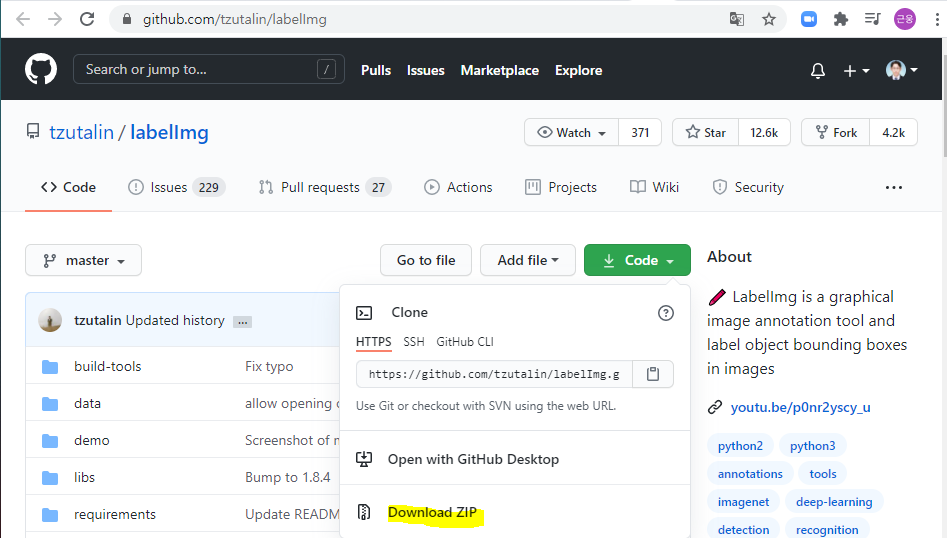 github.com/tzutalin/labelImg
근웅
Search or jump to... /
Pulls Issues Marketplace Explore
tzutalin / labelImg
Watch 371 Star 12.6k Fork 4.2k
Code Issues 229 Pull requests 27 Actions Projects Wiki Security ...
master Go to file Add file Code
About
tzutalin Updated history ...
Clone
HTTPS SSH GitHub CLI
https://github.com/tzutalin/labelImg.g
Use Git or checkout with SVN using the web URL.
Open with GitHub Desktop
Download ZIP
build-tools Fix typo
data allow opening
demo Screenshot of
libs Bump to 1.8.4
requirements Update READM
LabelImg is a graphical
image annotation tool and
label object bounding boxes
in images
youtu.be/p0nr2yscy_u
python2 python3
annotations tools
imagenet deep-learning
detection recognition